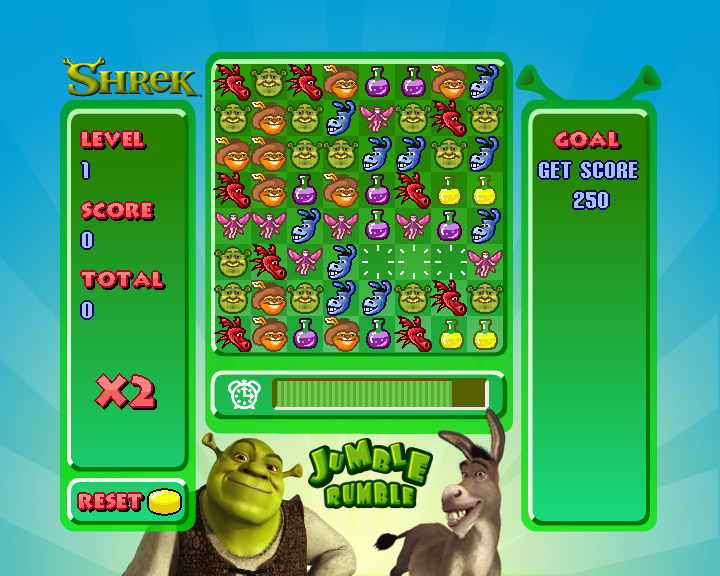 SHREK
LEVEL
1
SCORE
0
TOTAL
0
X2
RESET
GOAL
GET SCORE
250
JUMBLE
RUMBLE